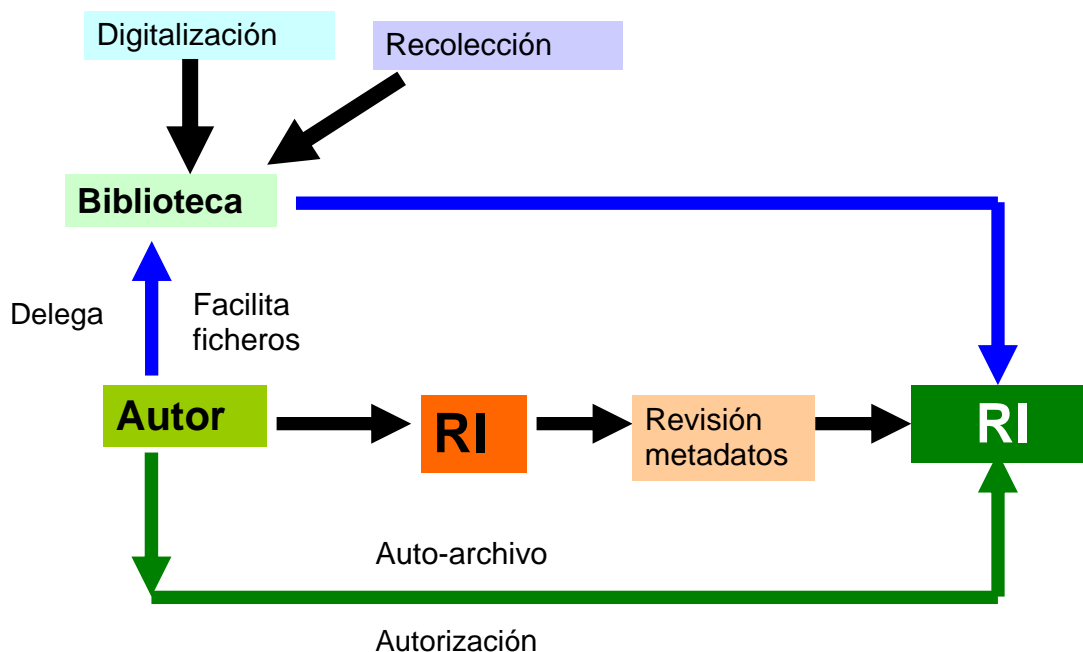 Digitalización
Recolección
Biblioteca
Delega
Facilita
ficheros
Autor
RI
Revisión
metadatos
RI
Auto-archivo
Autorización